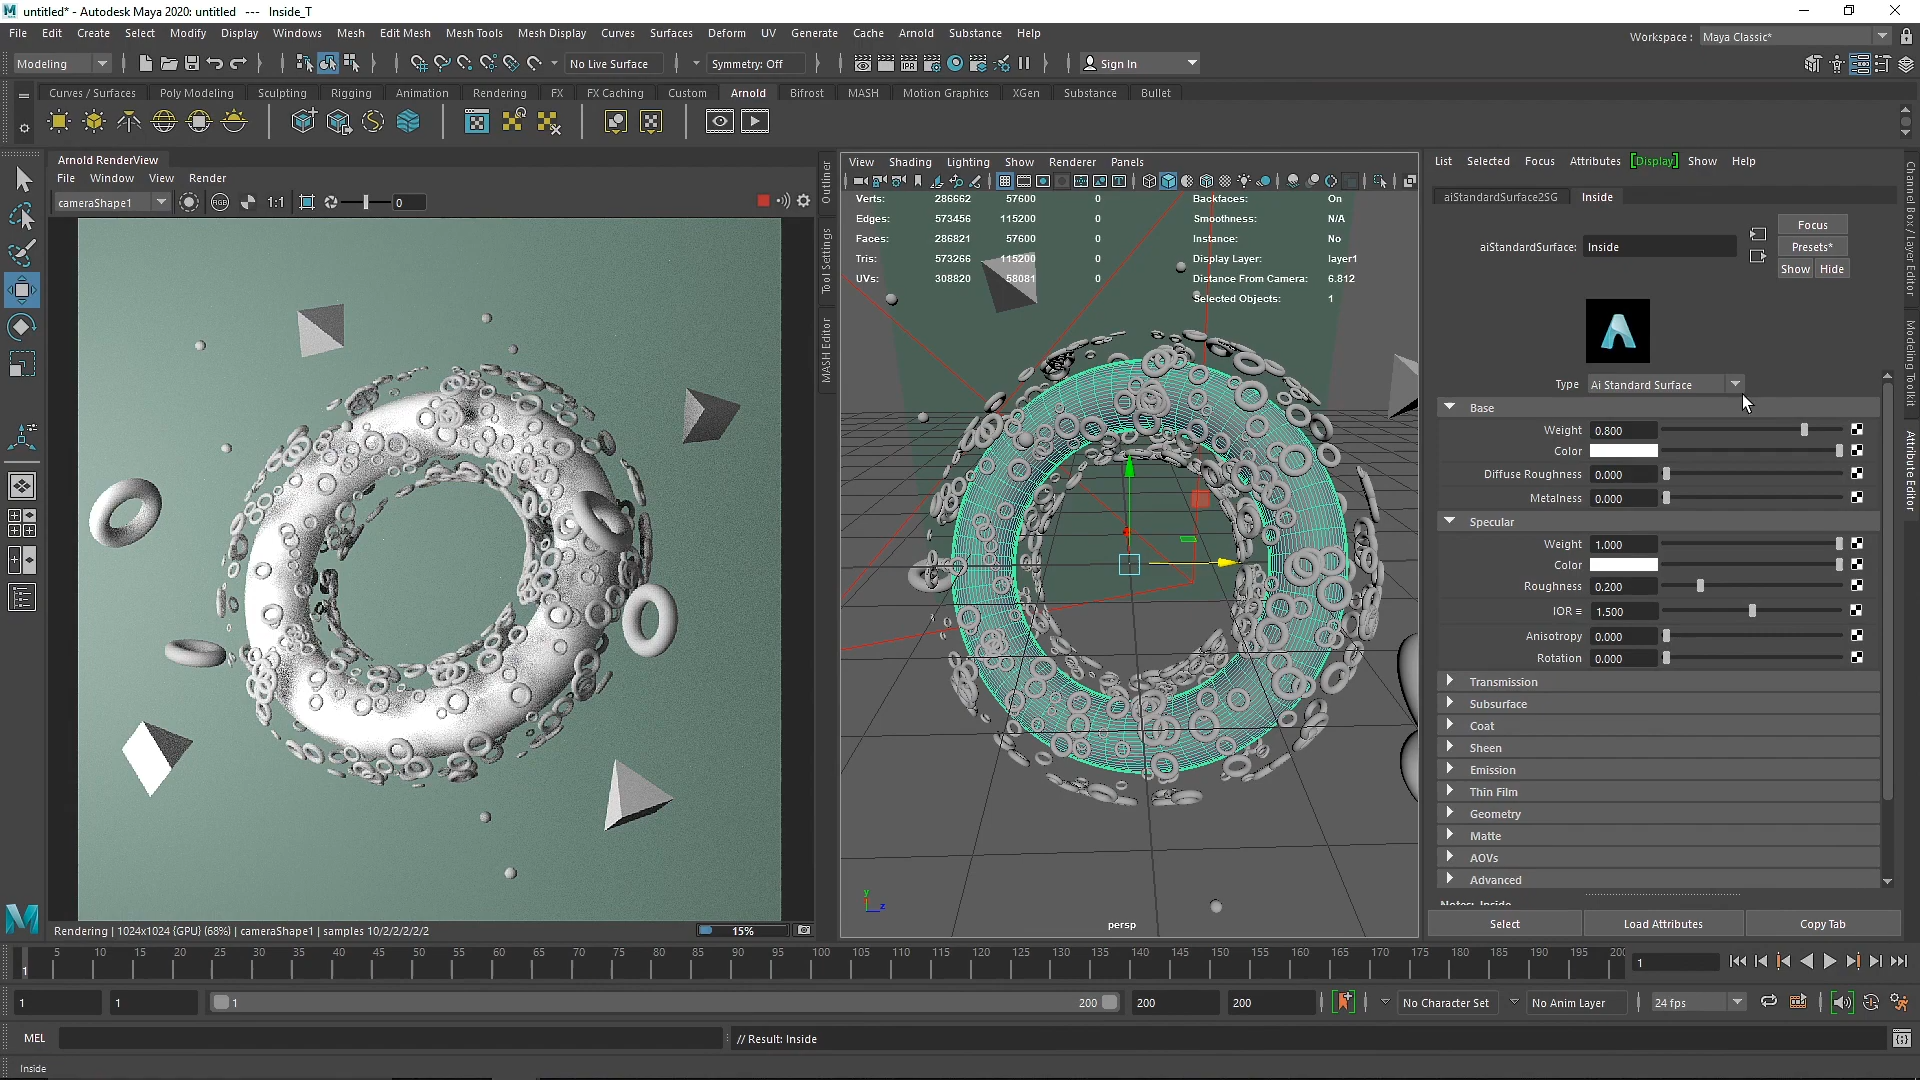 untitled* - Autodesk Maya 2020: untitled --- Inside_T
File Edit Create Select Modify Display Windows Mesh Edit Mesh Mesh Tools Mesh Display Curves Surfaces Deform UV Generate Cache Arnold Substance Help
Workspace : Maya Classic*
Modeling No Live Surface Symmetry: Off Sign In
Curves / Surfaces Poly Modeling Sculpting Rigging Animation Rendering FX FX Caching Custom Arnold Bifrost MASH Motion Graphics XGen Substance Bullet
Arnold RenderView
File Window View Render
cameraShape1 1:1 0
Rendering | 1024x1024 (GPU) (68%) | cameraShape1 | samples 10/2/2/2/2/2 15%
Outliner
Tool Settings
MASH Editor
View Shading Lighting Show Renderer Panels
Verts: 286662 57600 0 Backfaces: On
Edges: 573456 115200 0 Smoothness: N/A
Faces: 286821 57600 0 Instance: No
Tris: 573266 115200 0 Display Layer: layer1
UVs: 308820 58081 0 Distance From Camera: 6.812
Selected Objects: 1
y
z
persp
List Selected Focus Attributes [Display] Show Help
aiStandardSurface2SG Inside
Focus
aiStandardSurface: Inside Presets*
Show Hide
Type Ai Standard Surface
Base
Weight 0.800
Color
Diffuse Roughness 0.000
Metalness 0.000
Specular
Weight 1.000
Color
Roughness 0.200
IOR = 1.500
Anisotropy 0.000
Rotation 0.000
Transmission
Subsurface
Coat
Sheen
Emission
Thin Film
Geometry
Matte
AOVs
Advanced
Notes: Inside
Select Load Attributes Copy Tab
Channel Box / Layer Editor
Modeling Toolkit
Attribute Editor
5 10 15 20 25 30 35 40 45 50 55 60 65 70 75 80 85 90 95 100 105 110 115 120 125 130 135 140 145 150 155 160 165 170 175 180 185 190 195 200
1 1
1 1 1 200 200 200 No Character Set No Anim Layer 24 fps
MEL // Result: Inside
Inside